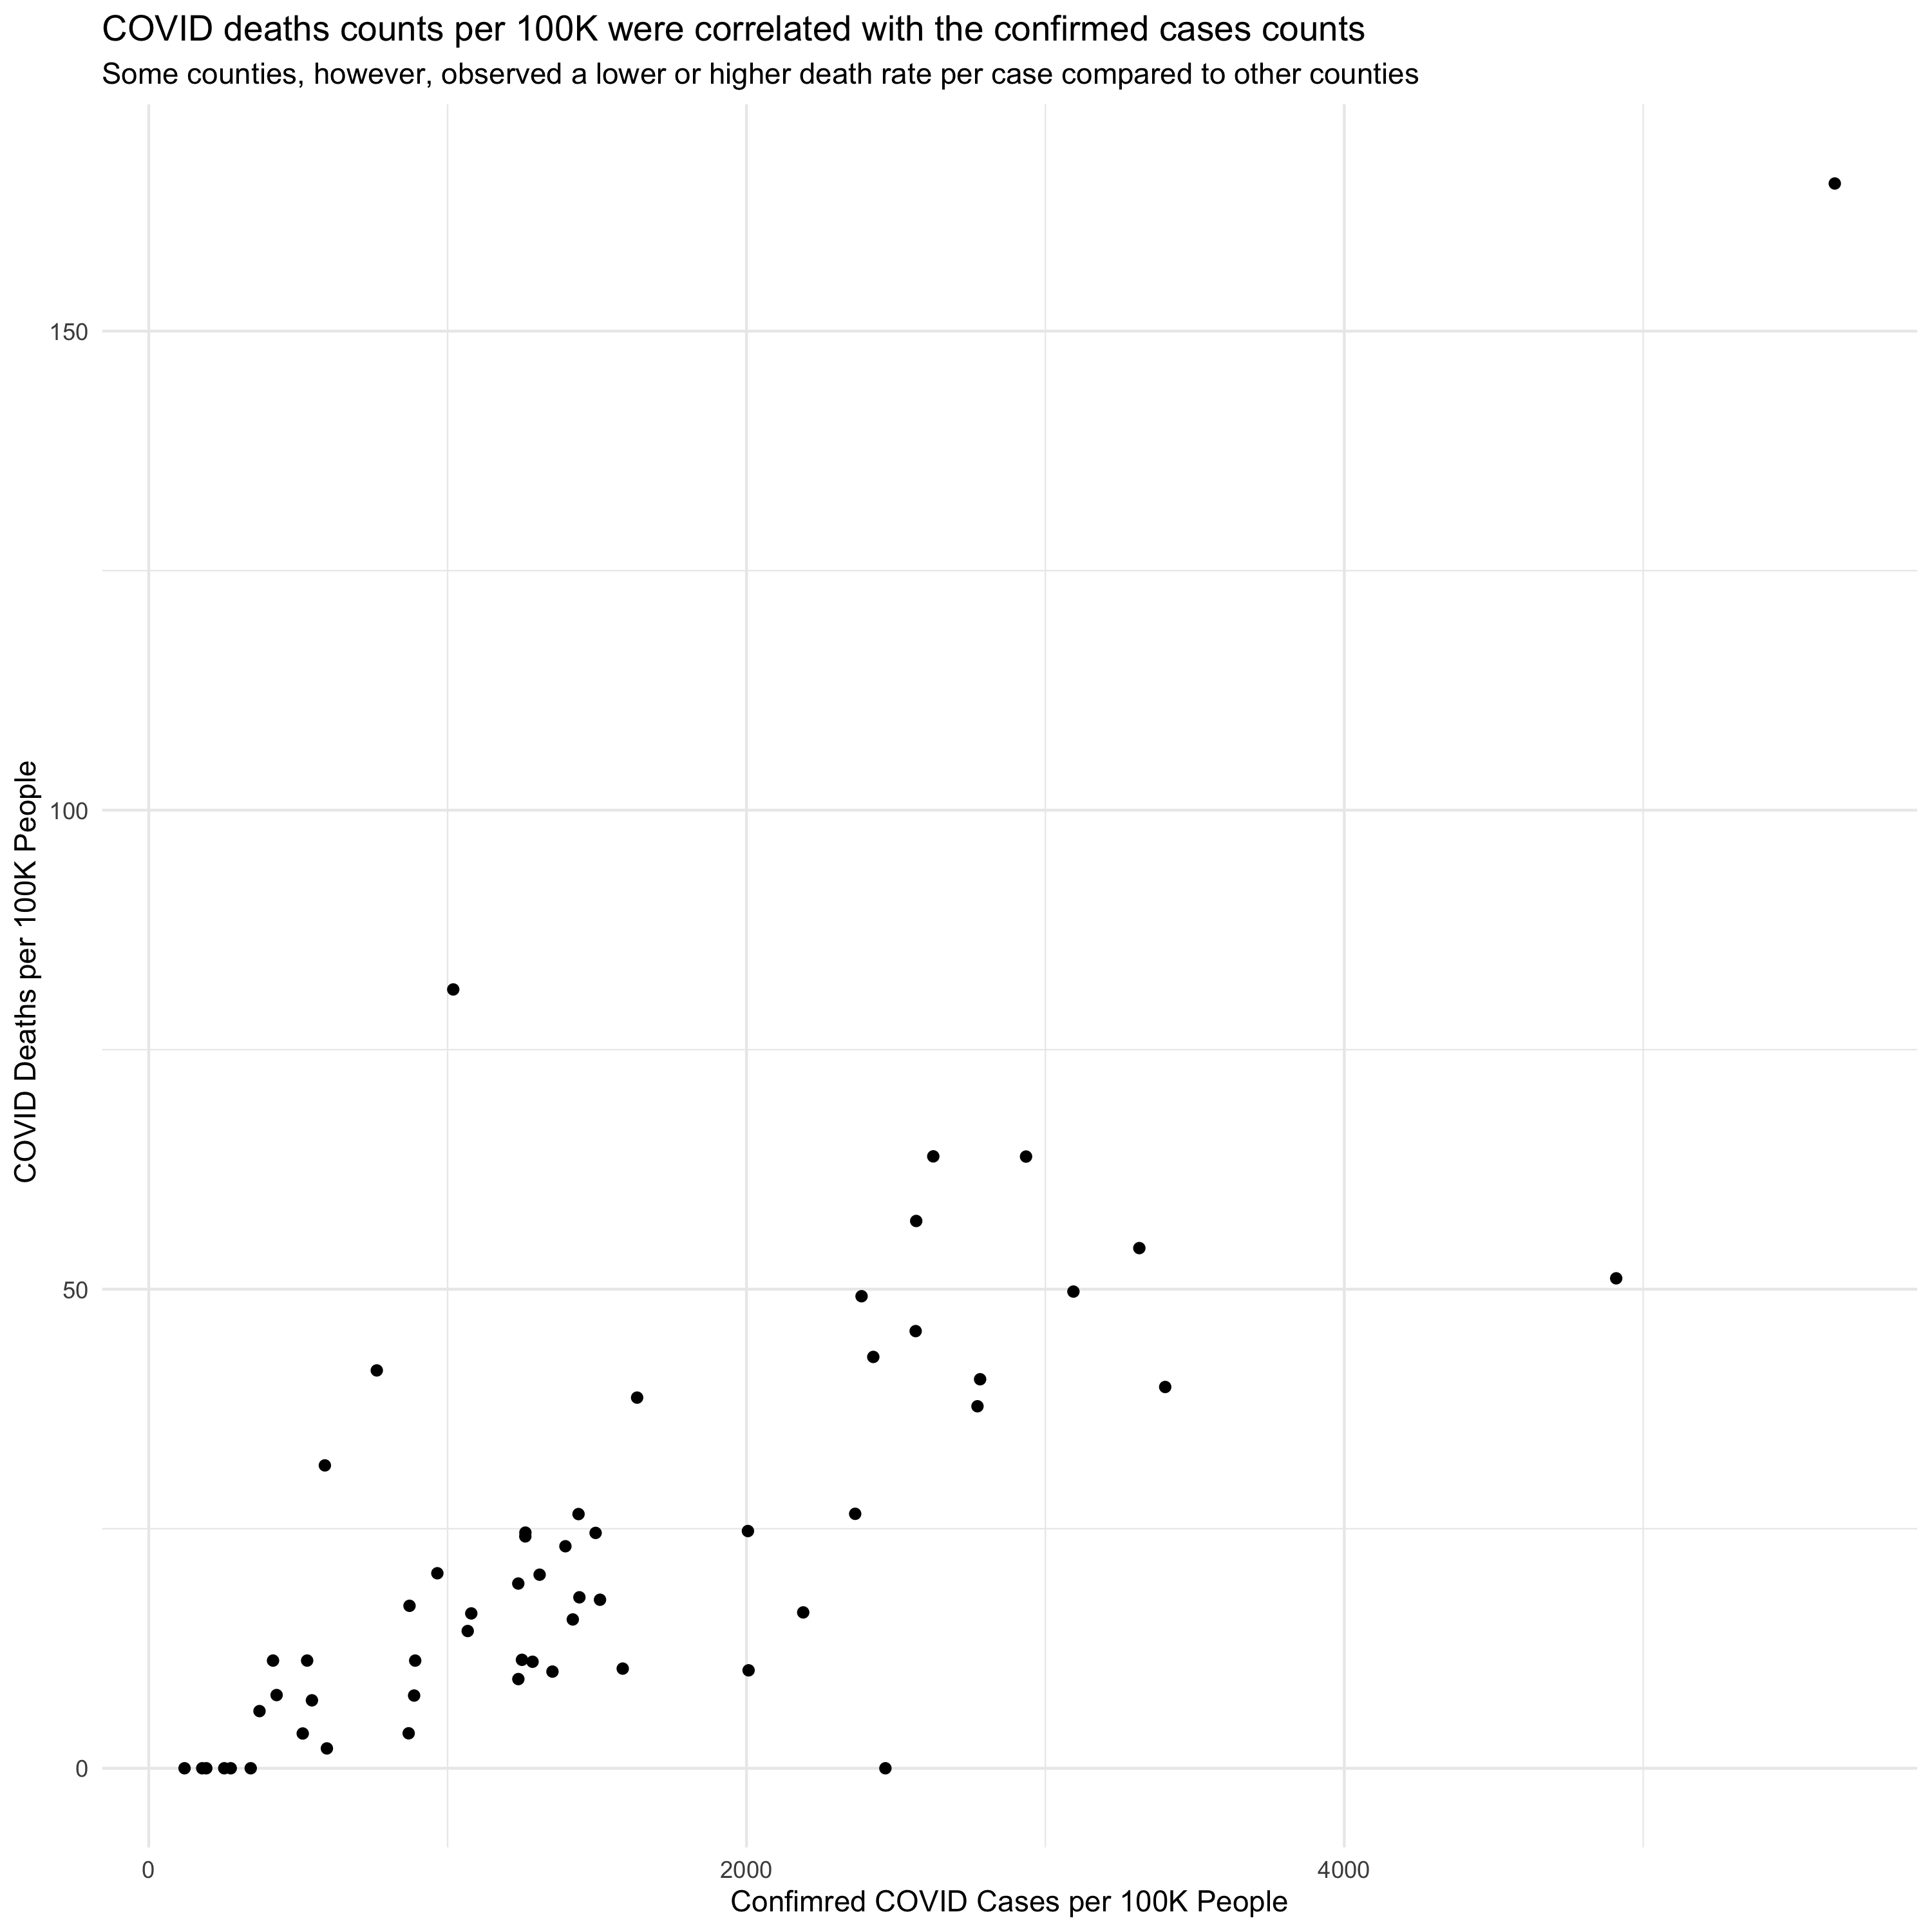 COVID deaths counts per 100K were correlated with the confirmed cases counts
Some counties, however, observed a lower or higher death rate per case compared to other counties
COVID Deaths per 100K People
150
100
50
0
0
2000
4000
Confimred COVID Cases per 100K People